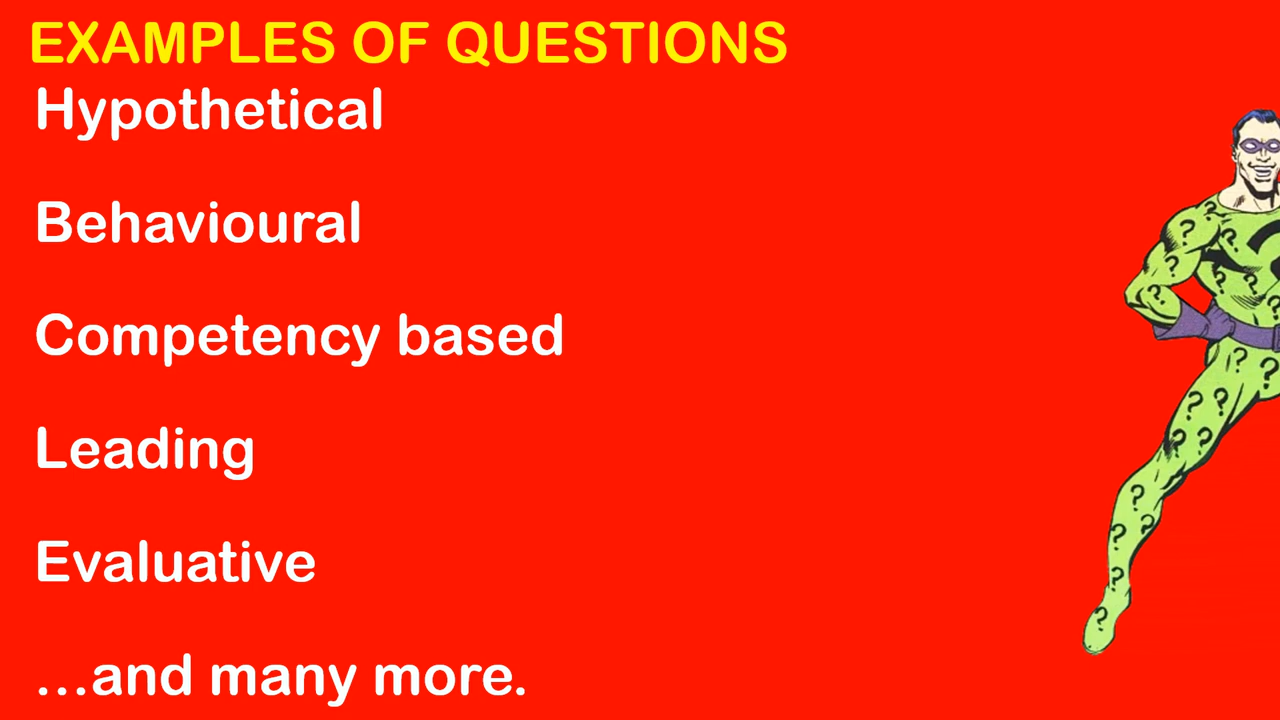 EXAMPLES OF QUESTIONS
Hypothetical
Behavioural
Competency based
Leading
Evaluative
...and many more.